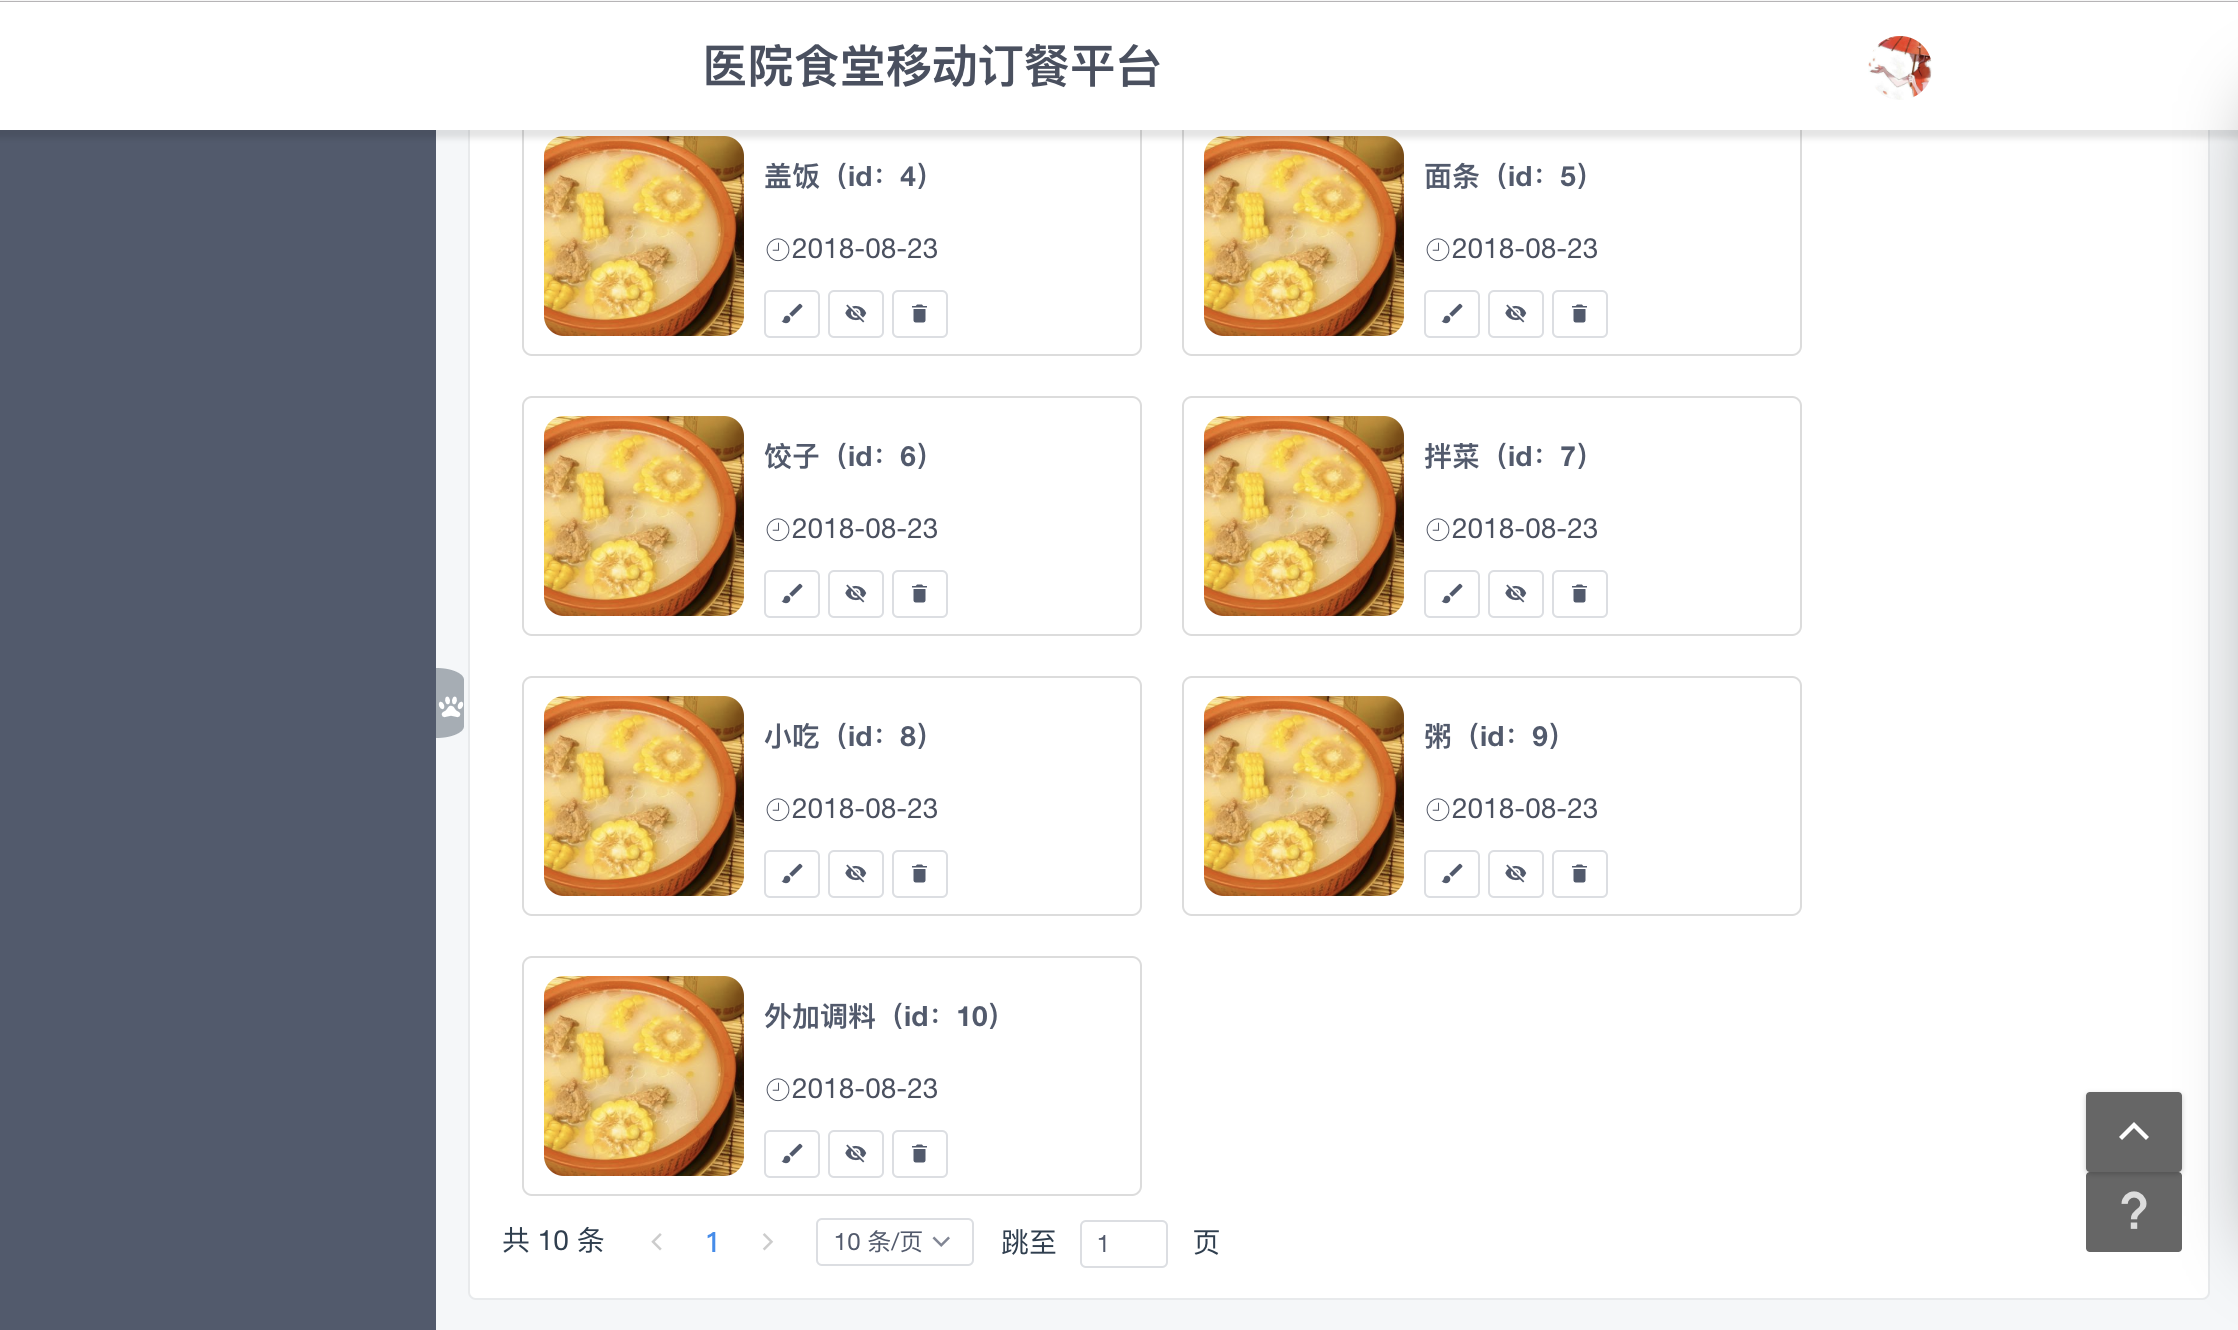 医院食堂移动订餐平台
盖饭（id：4）
2018-08-23
面条（id：5）
2018-08-23
饺子（id：6）
2018-08-23
拌菜（id：7）
2018-08-23
小吃（id：8）
2018-08-23
粥（id：9）
2018-08-23
外加调料（id：10）
2018-08-23
共 10 条 1 10 条/页 跳至 1 页
?